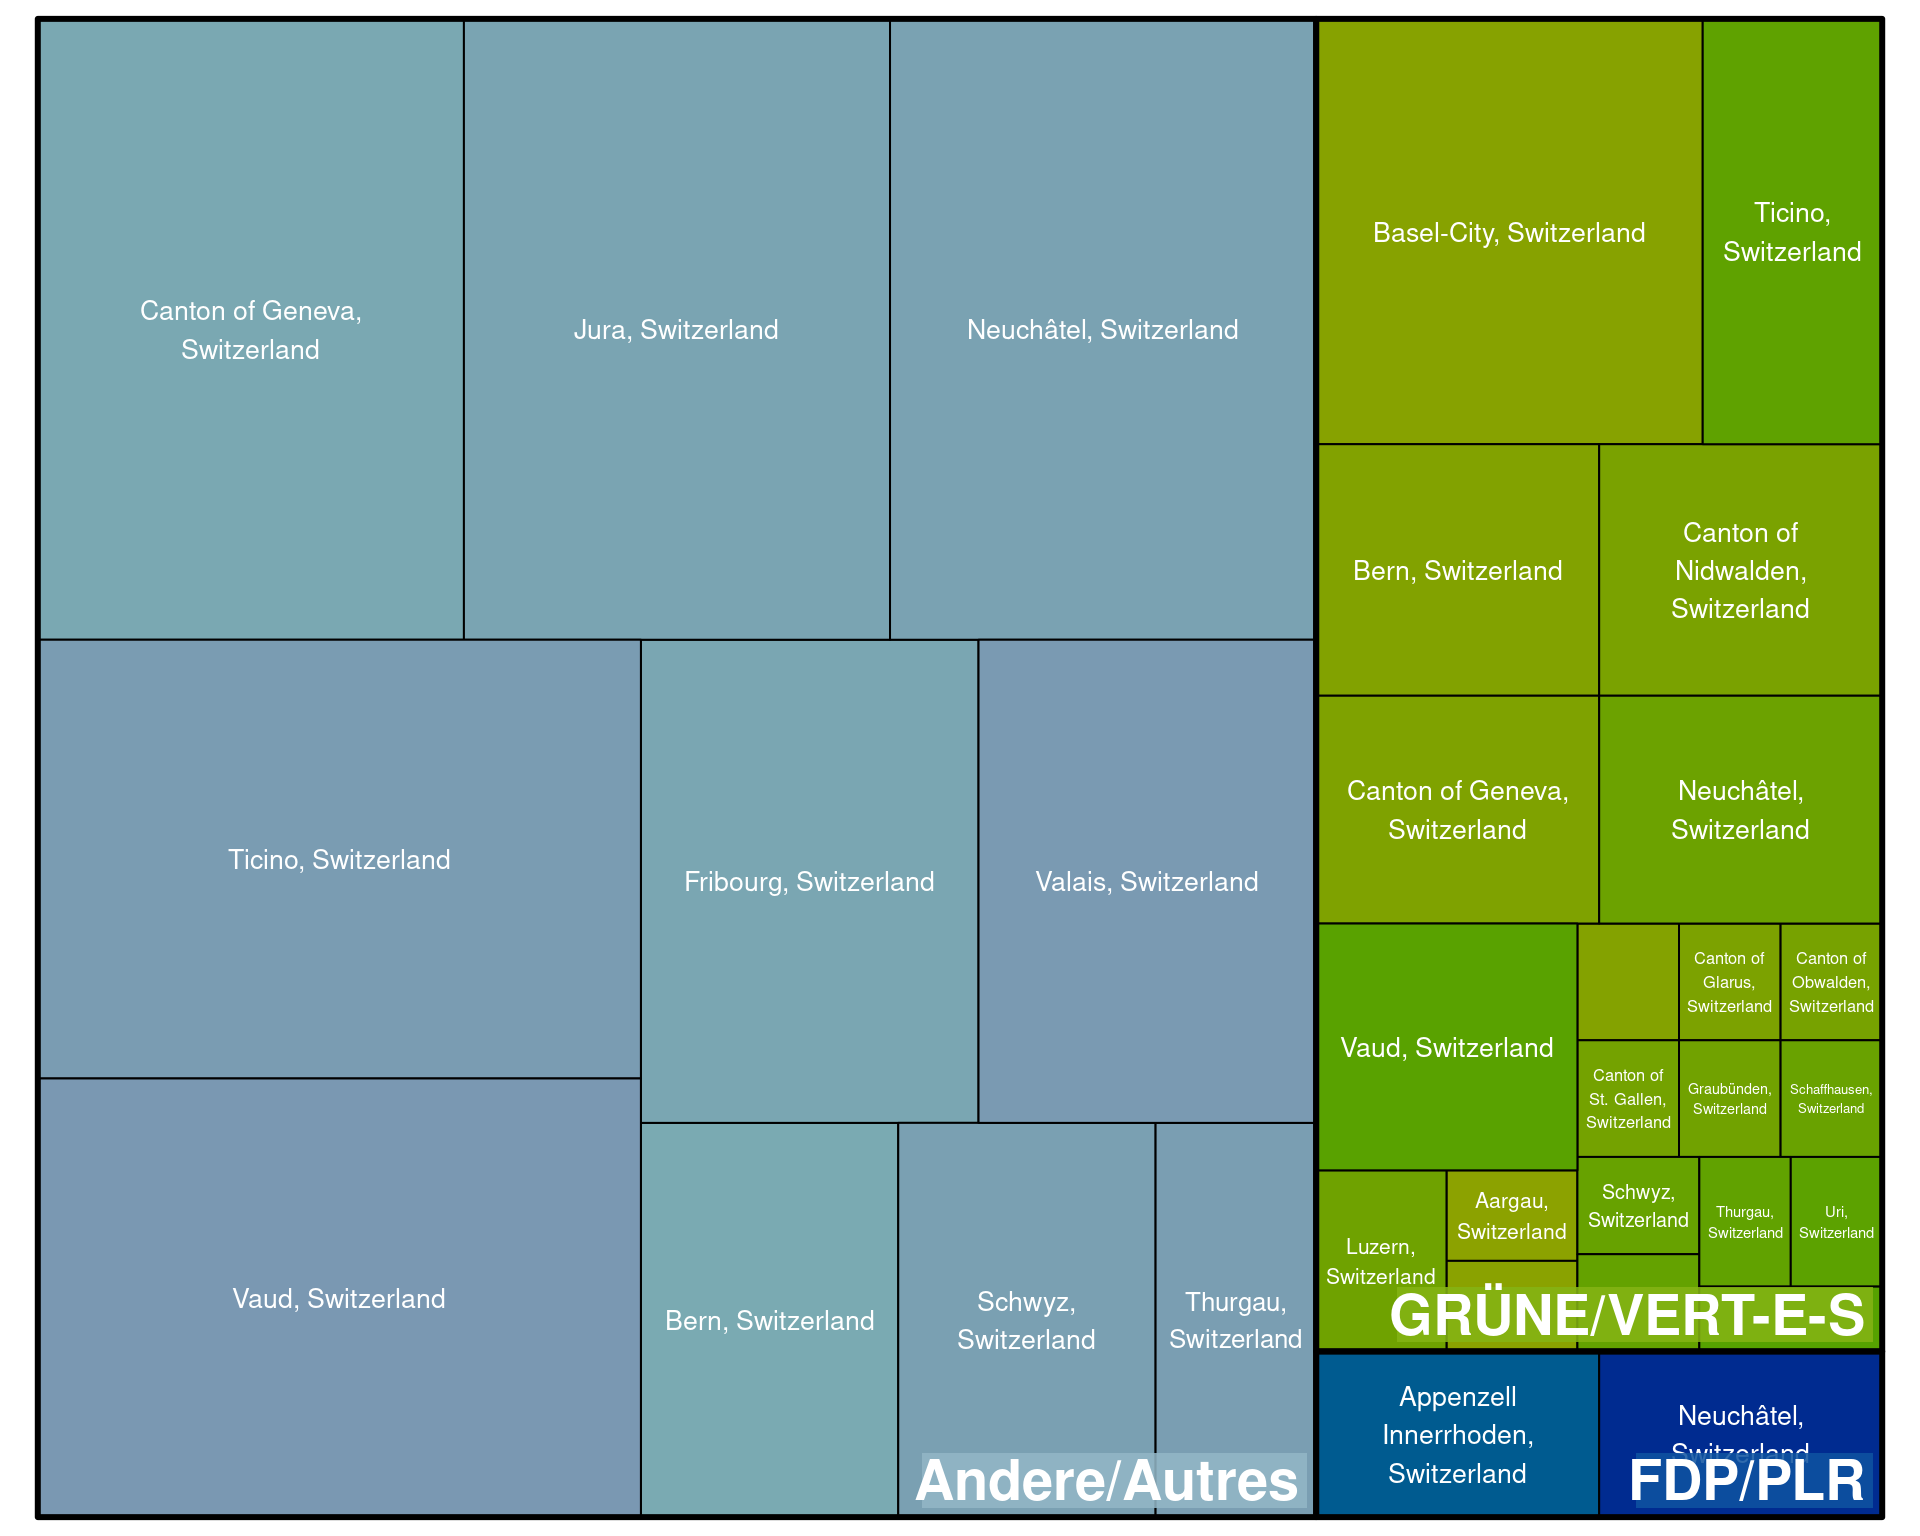 Canton of Geneva,
Switzerland
Jura, Switzerland
Neuchâtel, Switzerland
Ticino, Switzerland
Fribourg, Switzerland
Valais, Switzerland
Vaud, Switzerland
Bern, Switzerland
Schwyz,
Switzerland
Thurgau,
Switzerland
Andere/Autres
Basel-City, Switzerland
Ticino,
Switzerland
Bern, Switzerland
Canton of
Nidwalden,
Switzerland
Canton of Geneva,
Switzerland
Neuchâtel,
Switzerland
Vaud, Switzerland
Canton of
Glarus,
Switzerland
Canton of
Obwalden,
Switzerland
Canton of
St. Gallen,
Switzerland
Graubünden,
Switzerland
Schaffhausen,
Switzerland
Luzern,
Switzerland
Aargau,
Switzerland
Schwyz,
Switzerland
Thurgau,
Switzerland
Uri,
Switzerland
GRÜNE/VERT-E-S
Appenzell
Innerrhoden,
Switzerland
Neuchâtel,
Switzerland
FDP/PLR